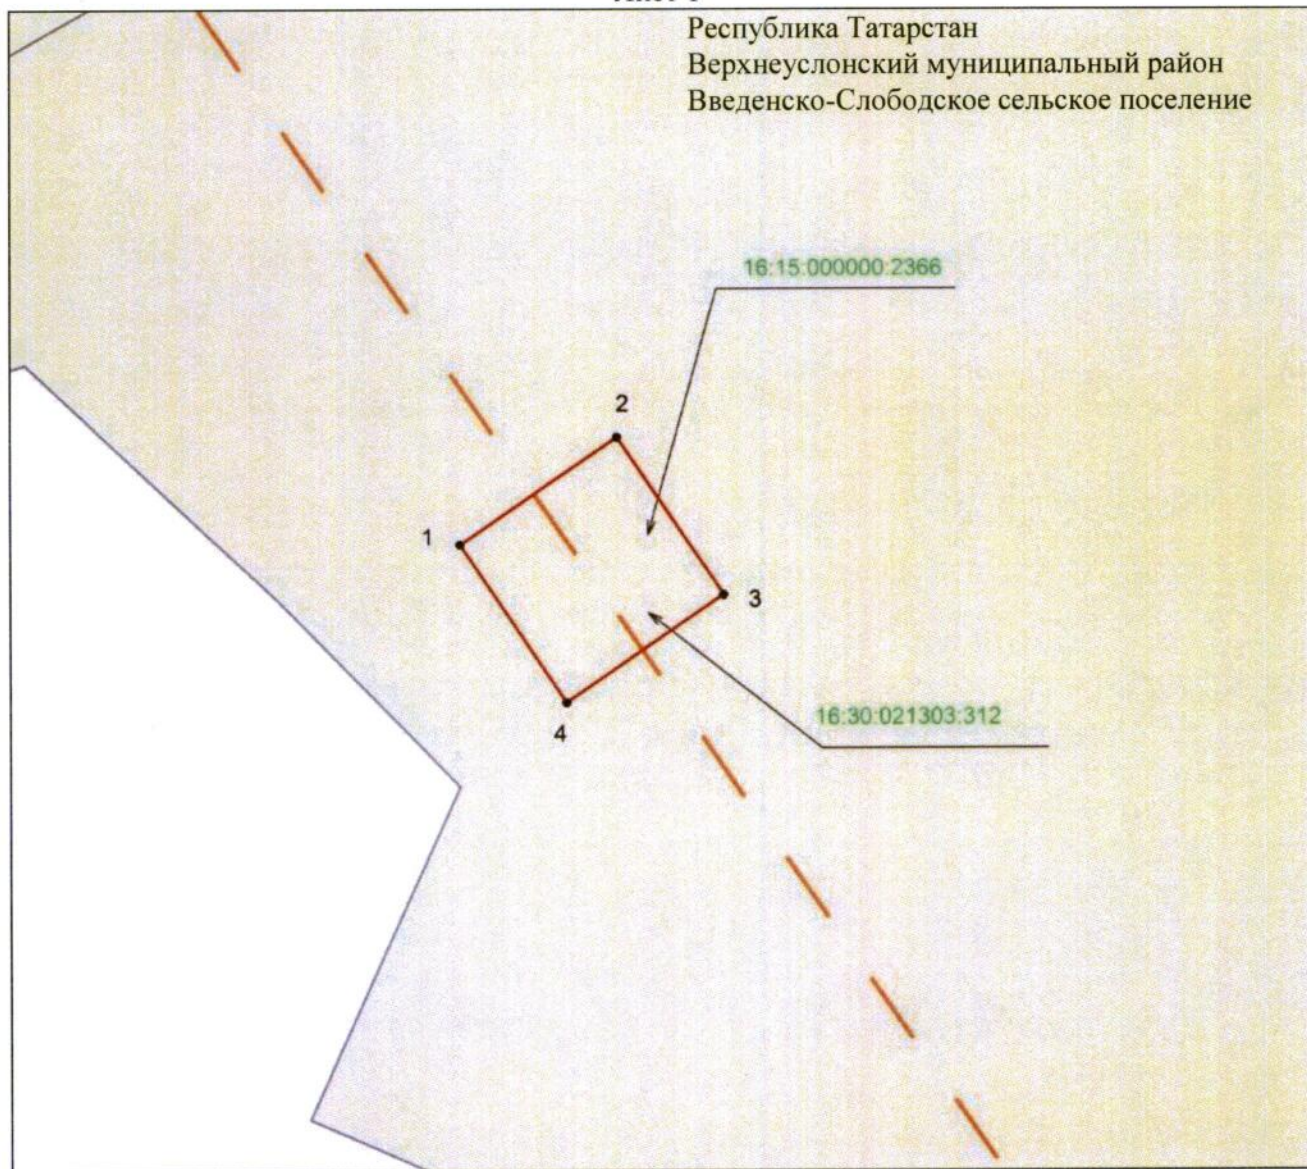 Республика Татарстан
Верхнеуслонский муниципальный район
Введенско-Слободское сельское поселение
16:15:000000:2366
2
1
3
16:30:021303:312
4